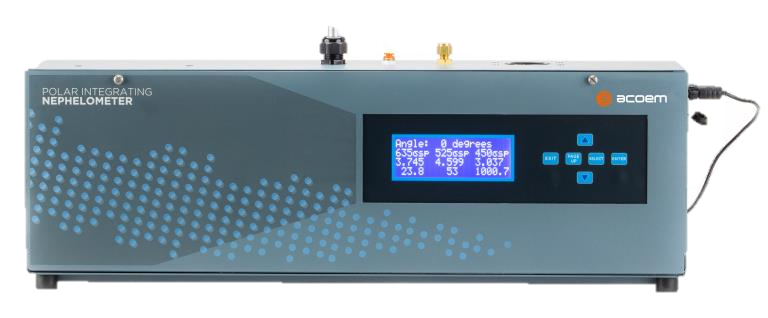 POLAR INTEGRATING
NEPHELOMETER
acoem
Angle: 0 degrees
635σsp 525σsp 450σsp
3.745 4.599 3.037
23.8 53 1000.7
EXIT
PAGE UP
SELECT
ENTER